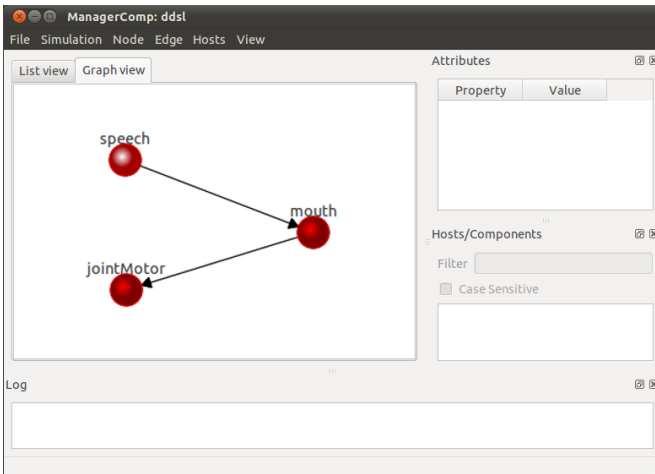 ManagerComp: ddsl
File Simulation Node Edge Hosts View
List view Graph view
speech
mouth
jointMotor
Attributes
Property Value
Hosts/Components
Filter
Case Sensitive
Log